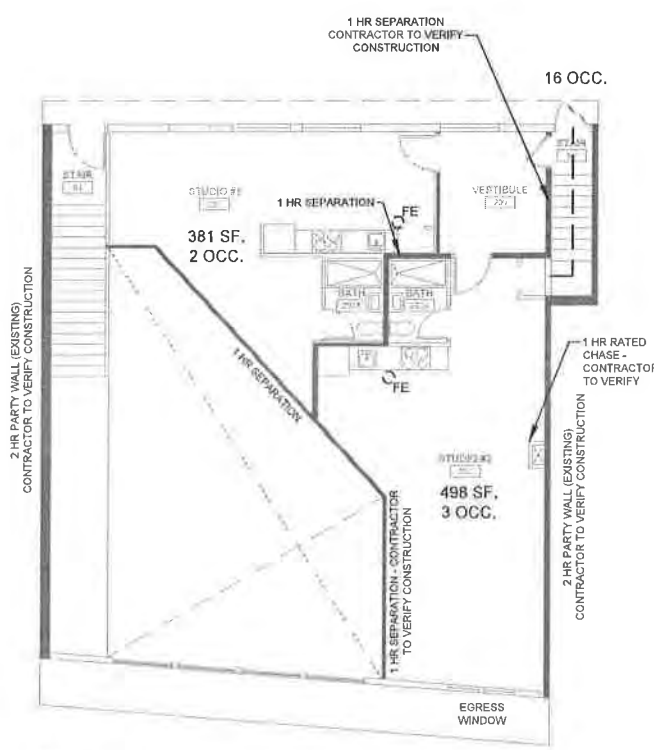 1 HR SEPARATION
CONTRACTOR TO VERIFY
CONSTRUCTION
16 OCC.
STAIR
STAIR
STUDIO
VESTIBULE
1 HR SEPARATION
FE
381 SF.
2 OCC.
BATH
BATH
1 HR RATED
CHASE -
CONTRACTOR
TO VERIFY
FE
1 HR SEPARATION
2 HR PARTY WALL (EXISTING)
CONTRACTOR TO VERIFY CONSTRUCTION
498 SF.
3 OCC.
1 HR SEPARATION - CONTRACTOR
TO VERIFY CONSTRUCTION
2 HR PARTY WALL (EXISTING)
CONTRACTOR TO VERIFY CONSTRUCTION
EGRESS
WINDOW